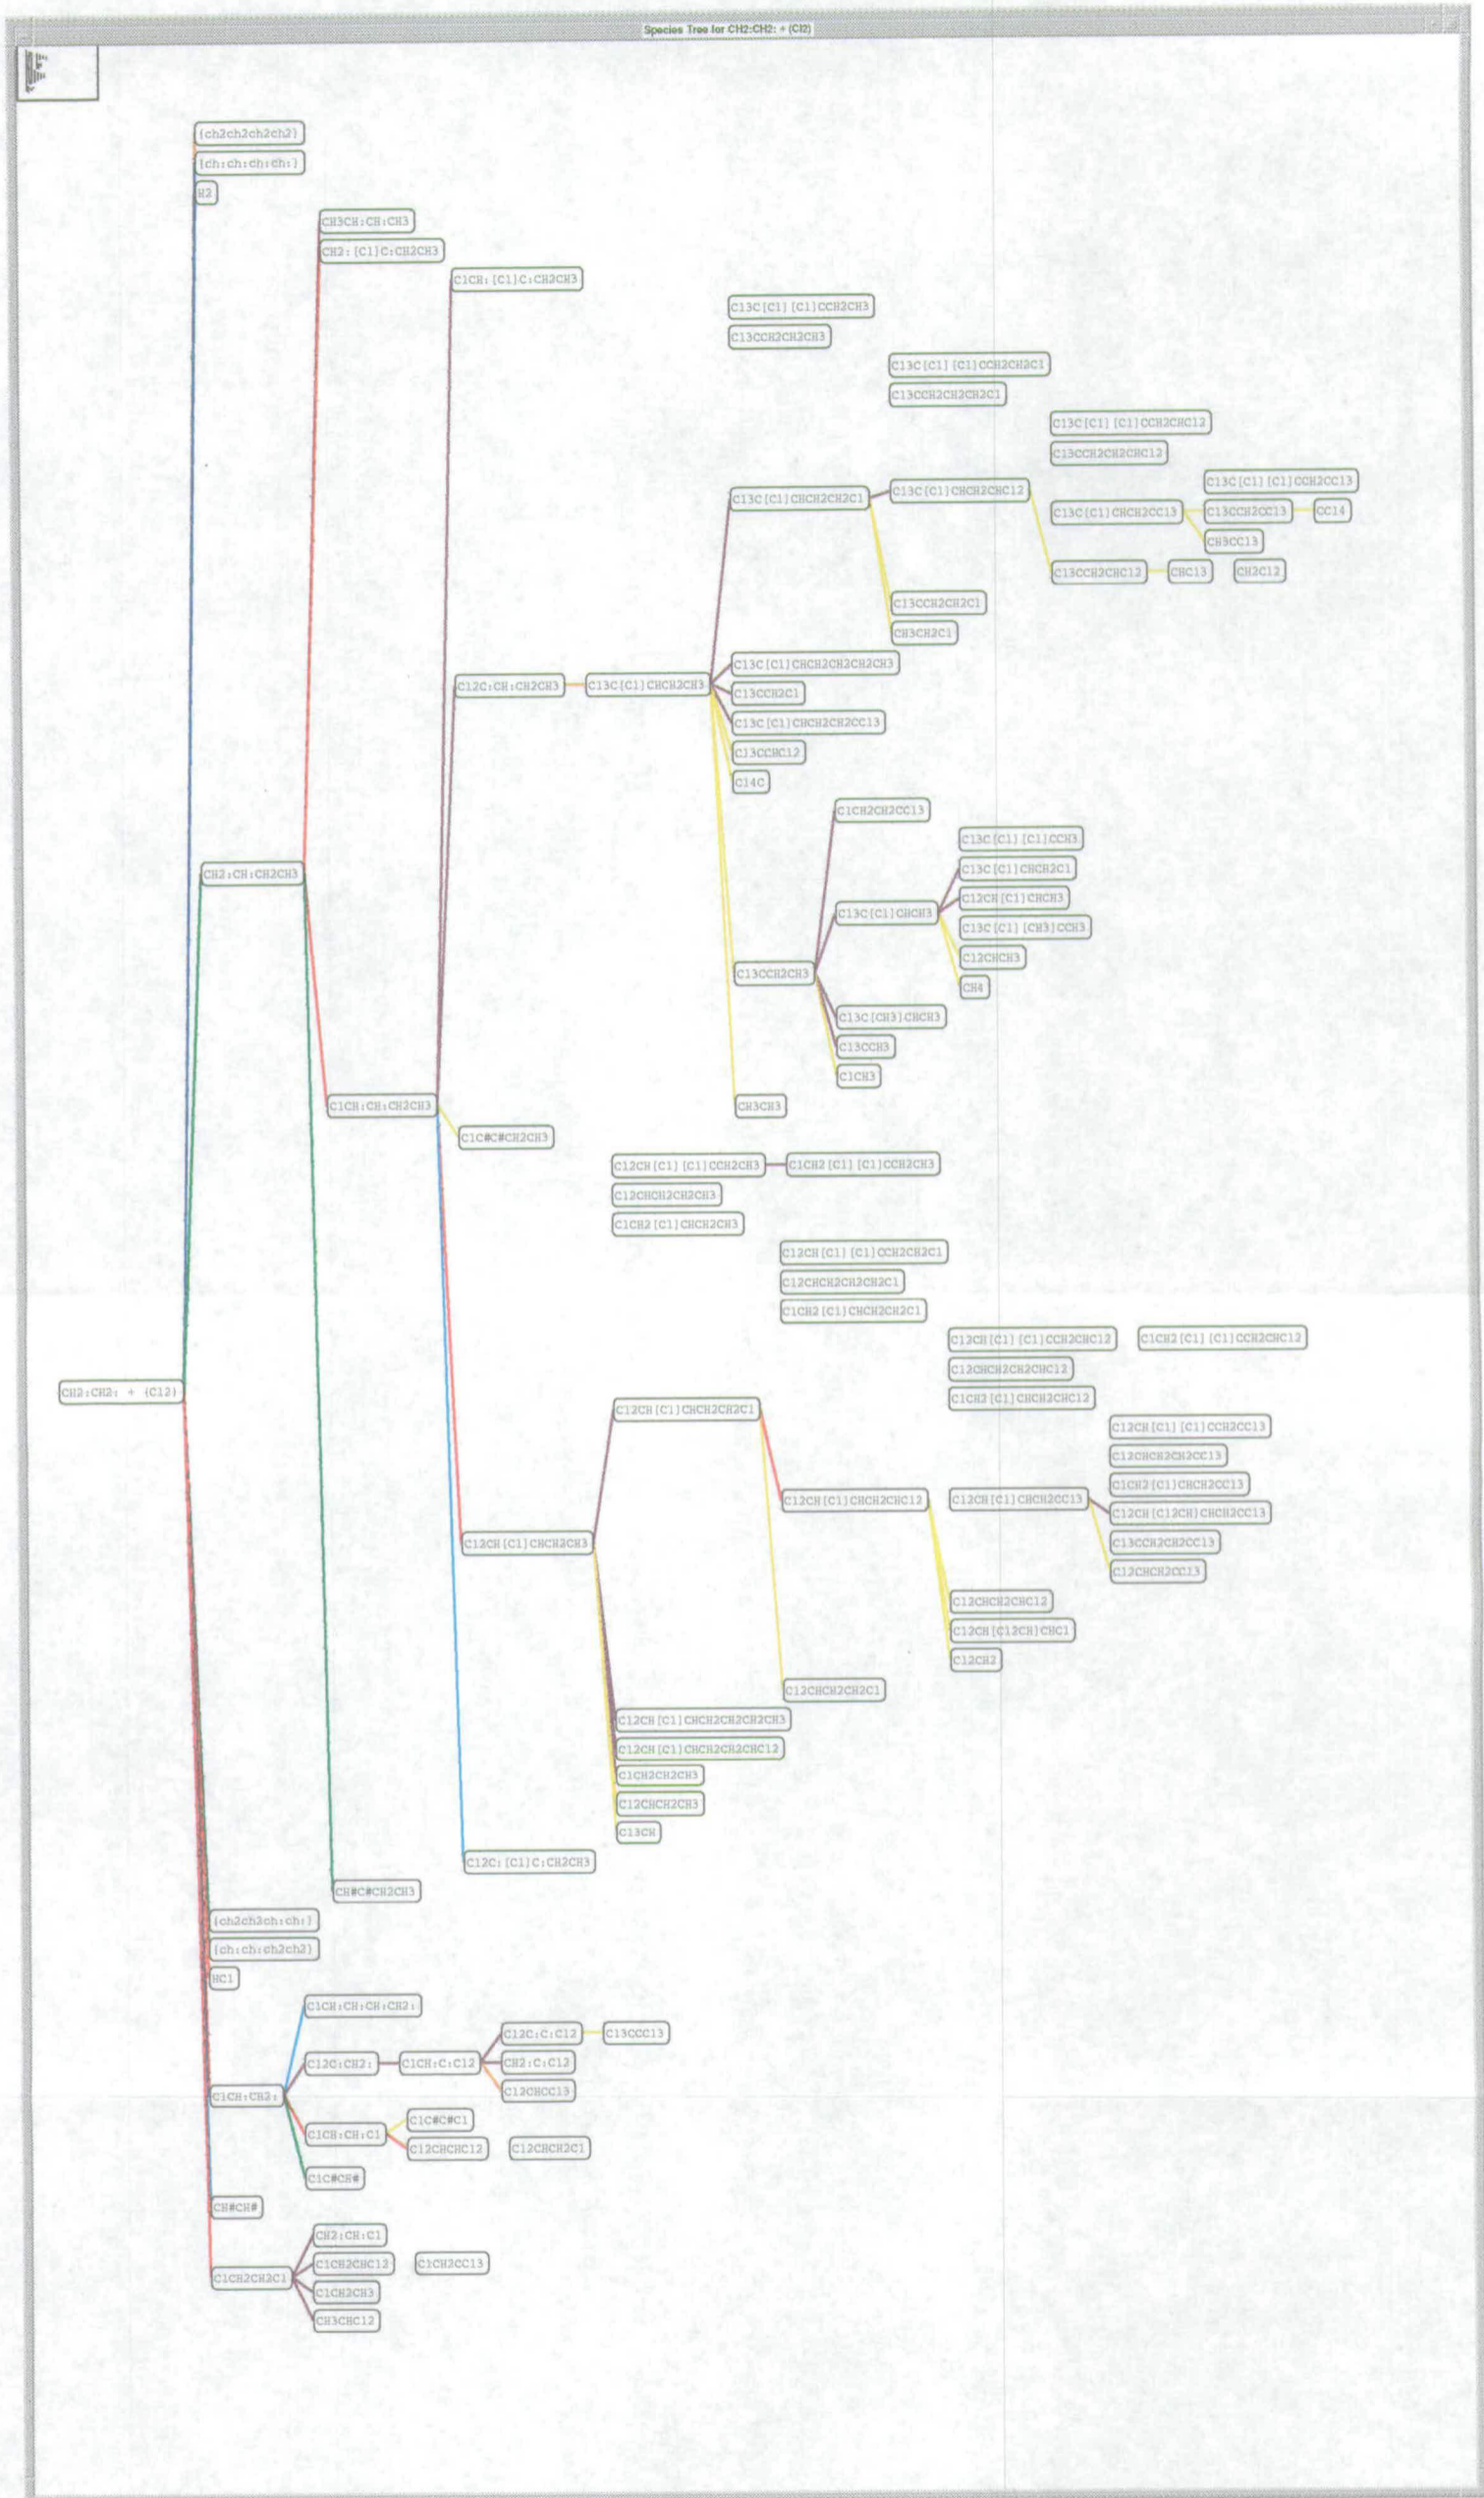 Species Tree for CH2:CH2: + (Cl2)
{ch2ch2ch2ch2}
{ch:ch:ch:ch:}
H2
CH3CH:CH:CH3
CH2:[Cl]C:CH2CH3
ClCH:[Cl]C:CH2CH3
Cl3C[Cl][Cl]CCH2CH3
Cl3CCH2CH2CH3
Cl3C[Cl][Cl]CCH2CH2Cl
Cl3CCH2CH2CH2Cl
Cl3C[Cl][Cl]CCH2CHCl2
Cl3CCH2CH2CHCl2
Cl3C[Cl][Cl]CCH2CCl3
Cl3C[Cl]CHCH2CH2Cl
Cl3C[Cl]CHCH2CHCl2
Cl3C[Cl]CHCH2CCl3
Cl3CCH2CCl3
CCl4
CH3CCl3
Cl3CCH2CHCl2
CHCl3
CH2Cl2
Cl3CCH2CH2Cl
CH3CH2Cl
Cl3C[Cl]CHCH2CH2CH2CH3
Cl2C:CH:CH2CH3
Cl3C[Cl]CHCH2CH3
Cl3CCH2Cl
Cl3C[Cl]CHCH2CH2CCl3
Cl3CCHCl2
Cl4C
ClCH2CH2CCl3
Cl3C[Cl][Cl]CCH3
CH2:CH:CH2CH3
Cl3C[Cl]CHCH2Cl
Cl2CH[Cl]CHCH3
Cl3C[Cl]CHCH3
Cl3C[Cl][CH3]CCH3
Cl2CHCH3
Cl3CCH2CH3
CH4
Cl3C[CH3]CHCH3
Cl3CCH3
ClCH3
ClCH:CH:CH2CH3
CH3CH3
ClC#C#CH2CH3
Cl2CH[Cl][Cl]CCH2CH3
ClCH2[Cl][Cl]CCH2CH3
Cl2CHCH2CH2CH3
ClCH2[Cl]CHCH2CH3
Cl2CH[Cl][Cl]CCH2CH2Cl
Cl2CHCH2CH2CH2Cl
ClCH2[Cl]CHCH2CH2Cl
Cl2CH[Cl][Cl]CCH2CHCl2
ClCH2[Cl][Cl]CCH2CHCl2
Cl2CHCH2CH2CHCl2
CH2:CH2: + (Cl2)
ClCH2[Cl]CHCH2CHCl2
Cl2CH[Cl]CHCH2CH2Cl
Cl2CH[Cl][Cl]CCH2CCl3
Cl2CHCH2CH2CCl3
ClCH2[Cl]CHCH2CCl3
Cl2CH[Cl]CHCH2CHCl2
Cl2CH[Cl]CHCH2CCl3
Cl2CH[Cl2CH]CHCH2CCl3
Cl2CH[Cl]CHCH2CH3
Cl3CCH2CH2CCl3
Cl2CHCH2CCl3
Cl2CHCH2CHCl2
Cl2CH[Cl2CH]CHCl
Cl2CH2
Cl2CHCH2CH2Cl
Cl2CH[Cl]CHCH2CH2CH2CH3
Cl2CH[Cl]CHCH2CH2CHCl2
ClCH2CH2CH3
Cl2CHCH2CH3
Cl3CH
Cl2C:[Cl]C:CH2CH3
CH#C#CH2CH3
{ch2ch2ch:ch:}
{ch:ch:ch2ch2}
HCl
ClCH:CH:CH:CH2:
Cl2C:C:Cl2
Cl3CCCl3
Cl2C:CH2:
ClCH:C:Cl2
CH2:C:Cl2
Cl2CHCCl3
ClCH:CH2:
ClC#C#Cl
ClCH:CH:Cl
Cl2CHCHCl2
Cl2CHCH2Cl
ClC#CH#
CH#CH#
CH2:CH:Cl
ClCH2CHCl2
ClCH2CCl3
ClCH2CH2Cl
ClCH2CH3
CH3CHCl2